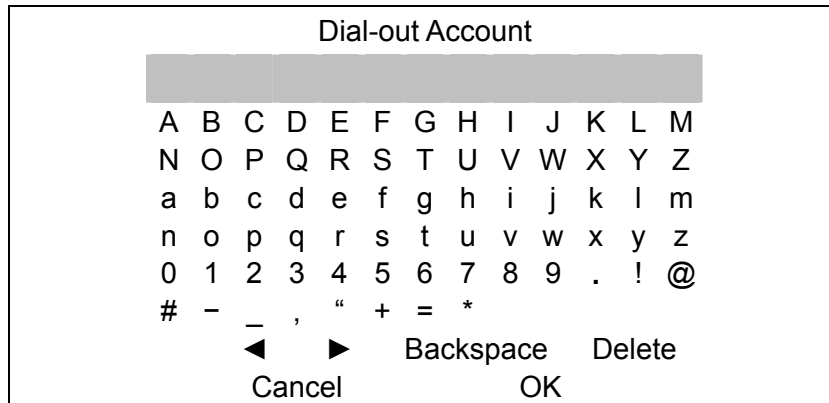 Dial-out Account
A B C D E F G H I J K L M
N O P Q R S T U V W X Y Z
a b c d e f g h i j k l m
n o p q r s t u v w x y z
0 1 2 3 4 5 6 7 8 9 . ! @
# − _ , “ + = *
◄ ► Backspace Delete
Cancel OK